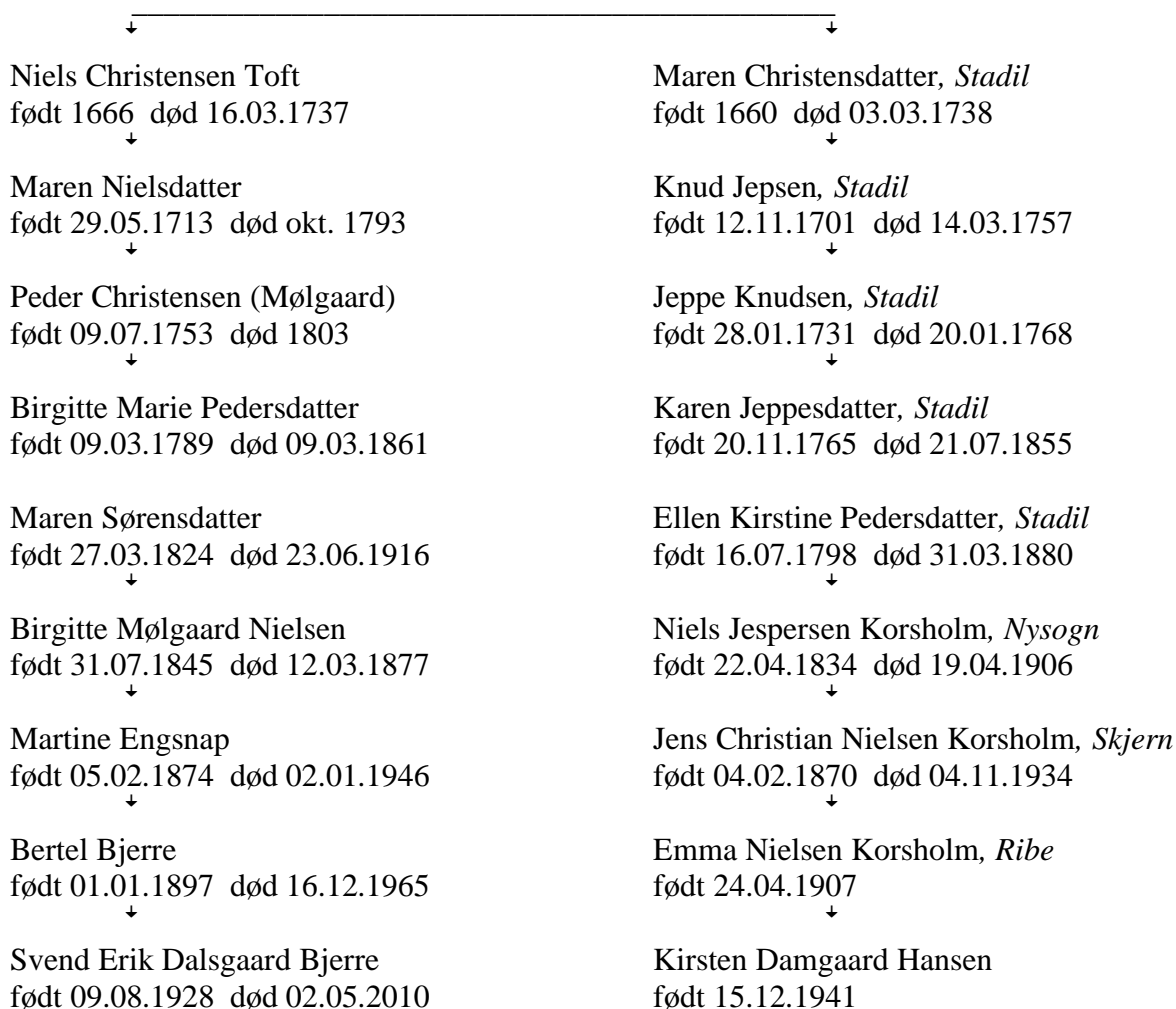 Niels Christensen Toft
født 1666 død 16.03.1737
Maren Christensdatter, Stadil
født 1660 død 03.03.1738
Maren Nielsdatter
født 29.05.1713 død okt. 1793
Knud Jepsen, Stadil
født 12.11.1701 død 14.03.1757
Peder Christensen (Mølgaard)
født 09.07.1753 død 1803
Jeppe Knudsen, Stadil
født 28.01.1731 død 20.01.1768
Birgitte Marie Pedersdatter
født 09.03.1789 død 09.03.1861
Karen Jeppesdatter, Stadil
født 20.11.1765 død 21.07.1855
Maren Sørensdatter
født 27.03.1824 død 23.06.1916
Ellen Kirstine Pedersdatter, Stadil
født 16.07.1798 død 31.03.1880
Birgitte Mølgaard Nielsen
født 31.07.1845 død 12.03.1877
Niels Jespersen Korsholm, Nysogn
født 22.04.1834 død 19.04.1906
Martine Engsnap
født 05.02.1874 død 02.01.1946
Jens Christian Nielsen Korsholm, Skjern
født 04.02.1870 død 04.11.1934
Bertel Bjerre
født 01.01.1897 død 16.12.1965
Emma Nielsen Korsholm, Ribe
født 24.04.1907
Svend Erik Dalsgaard Bjerre
født 09.08.1928 død 02.05.2010
Kirsten Damgaard Hansen
født 15.12.1941